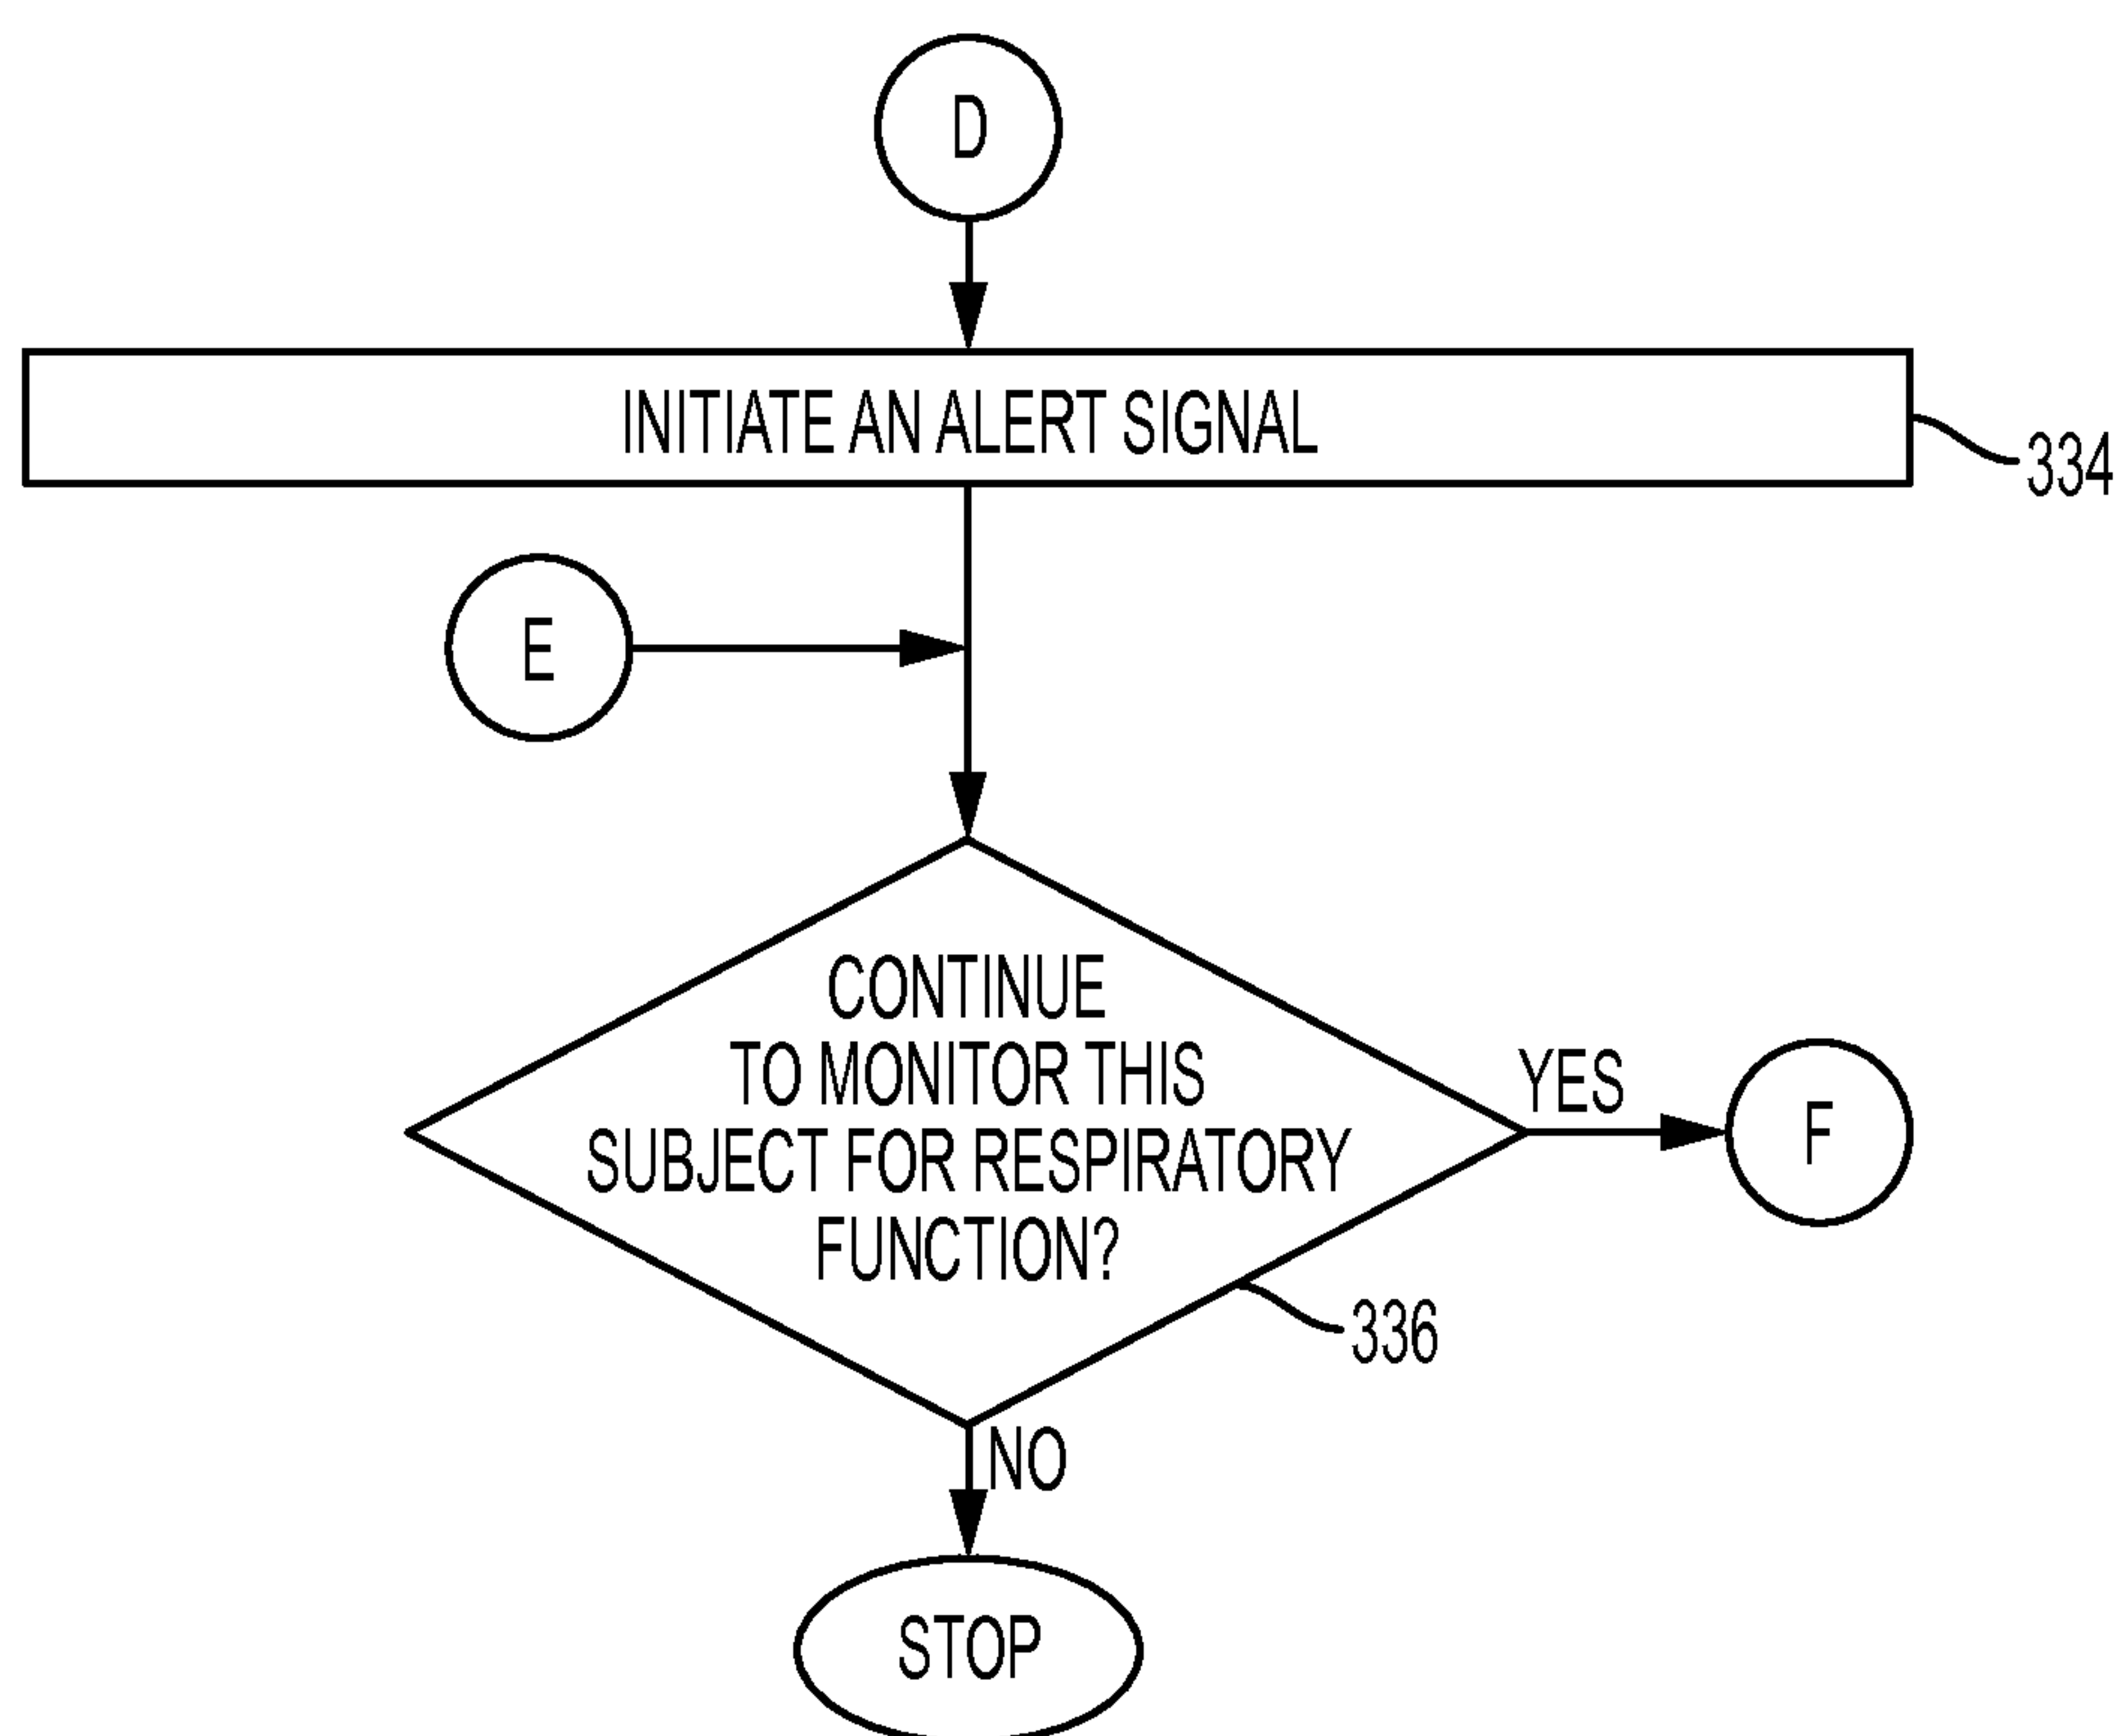 D
INITIATE AN ALERT SIGNAL
334
E
CONTINUE
TO MONITOR THIS
SUBJECT FOR RESPIRATORY
FUNCTION?
YES
F
336
NO
STOP